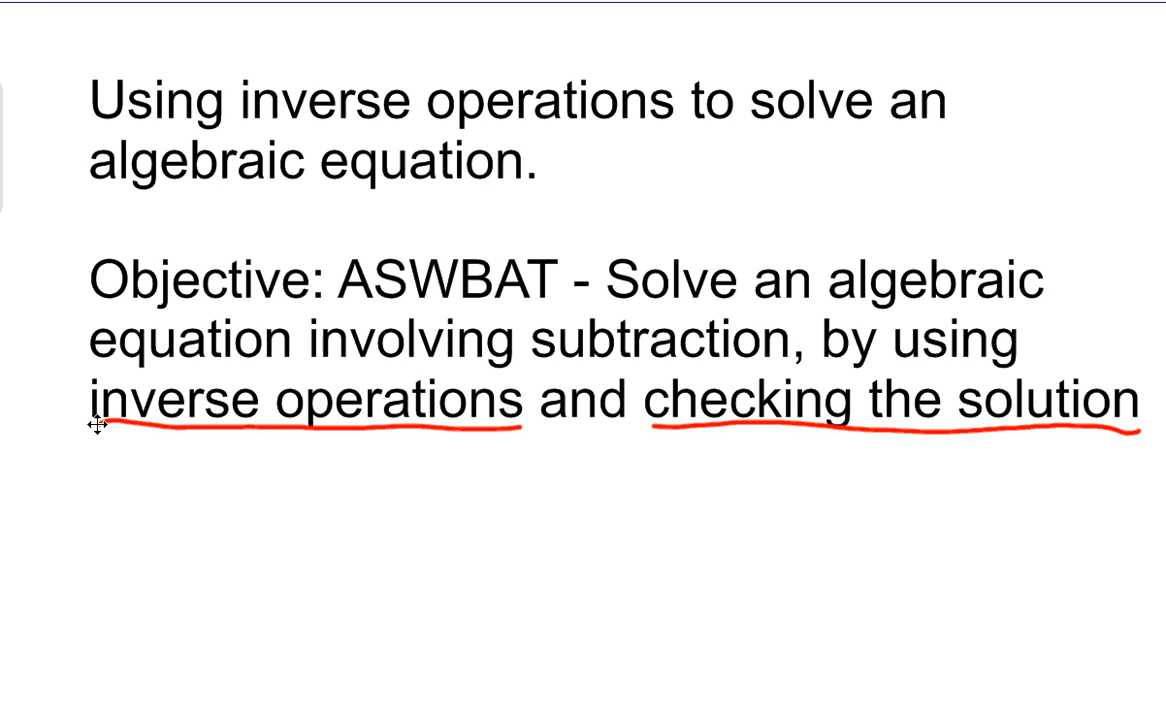 Using inverse operations to solve an
algebraic equation.
Objective: ASWBAT - Solve an algebraic
equation involving subtraction, by using
inverse operations and checking the solution